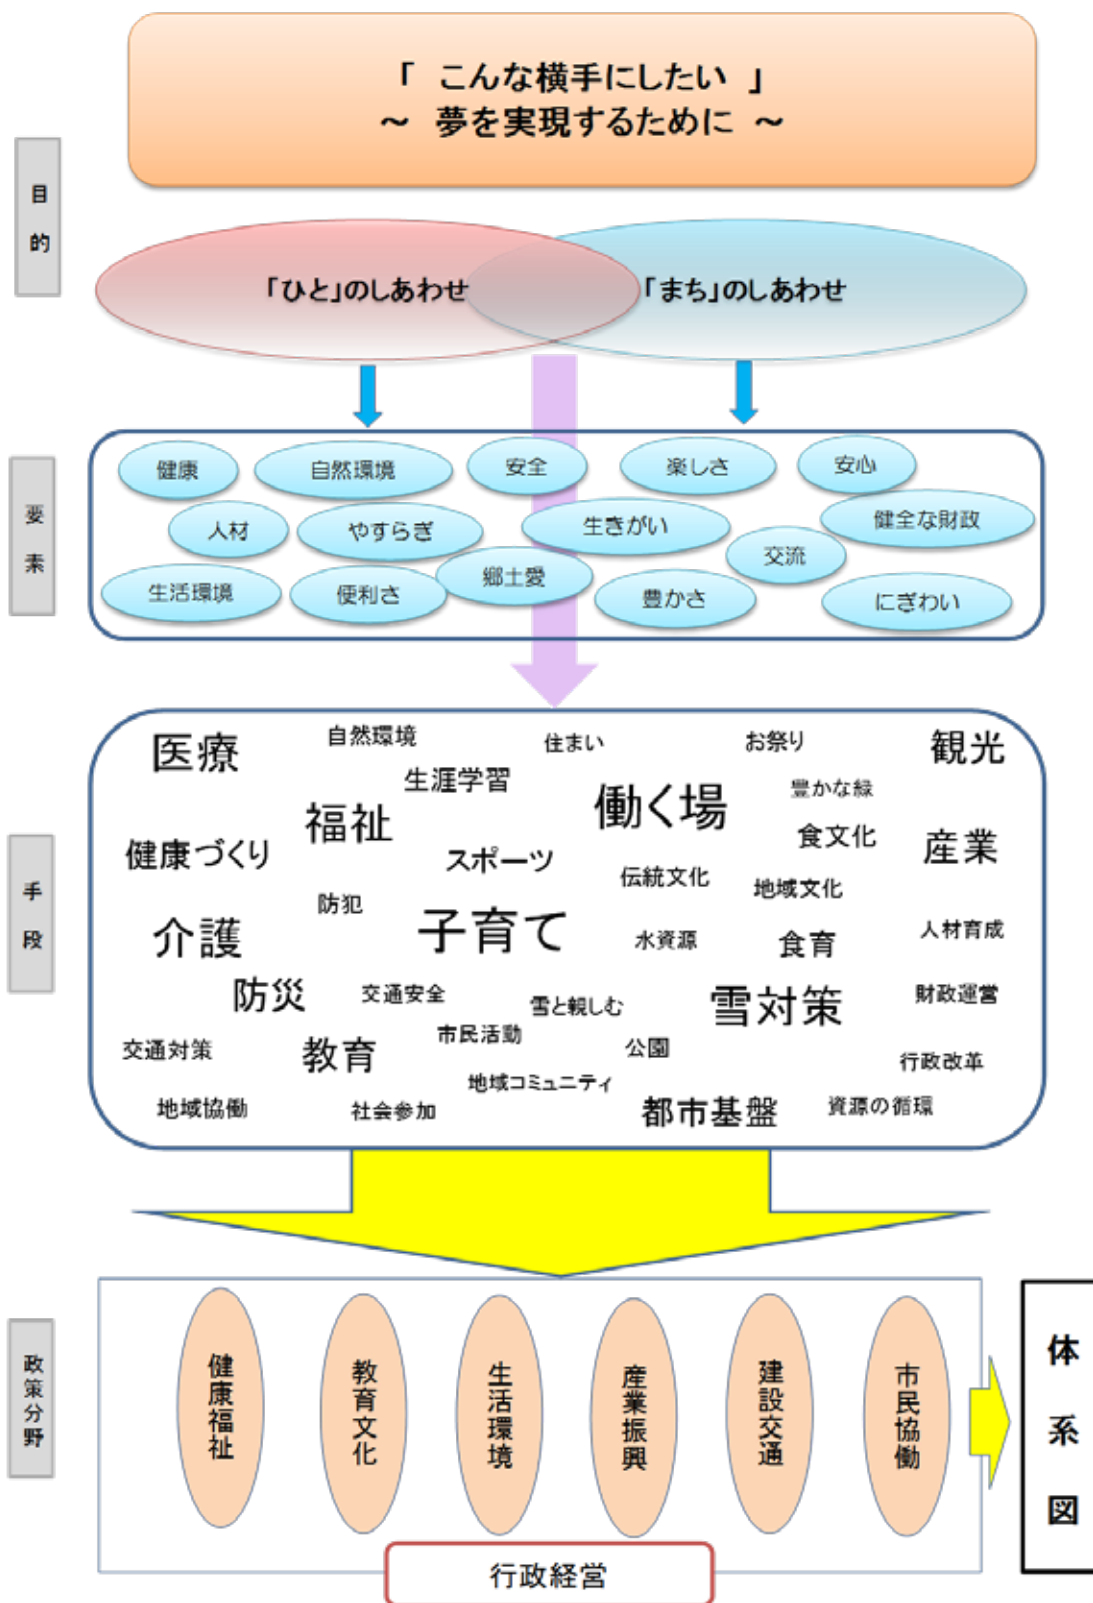 「 こんな横手にしたい 」
～ 夢を実現するために ～
目的
「ひと」のしあわせ
「まち」のしあわせ
要素
健康
自然環境
安全
楽しさ
安心
人材
やすらぎ
生きがい
健全な財政
交流
生活環境
便利さ
郷土愛
豊かさ
にぎわい
手段
医療
自然環境
住まい
お祭り
観光
生涯学習
働く場
豊かな緑
福祉
食文化
産業
健康づくり
スポーツ
伝統文化
地域文化
防犯
介護
子育て
水資源
食育
人材育成
防災
交通安全
雪と親しむ
雪対策
財政運営
市民活動
交通対策
教育
公園
行政改革
地域コミュニティ
地域協働
社会参加
都市基盤
資源の循環
政策分野
健康福祉
教育文化
生活環境
産業振興
建設交通
市民協働
体系図
行政経営